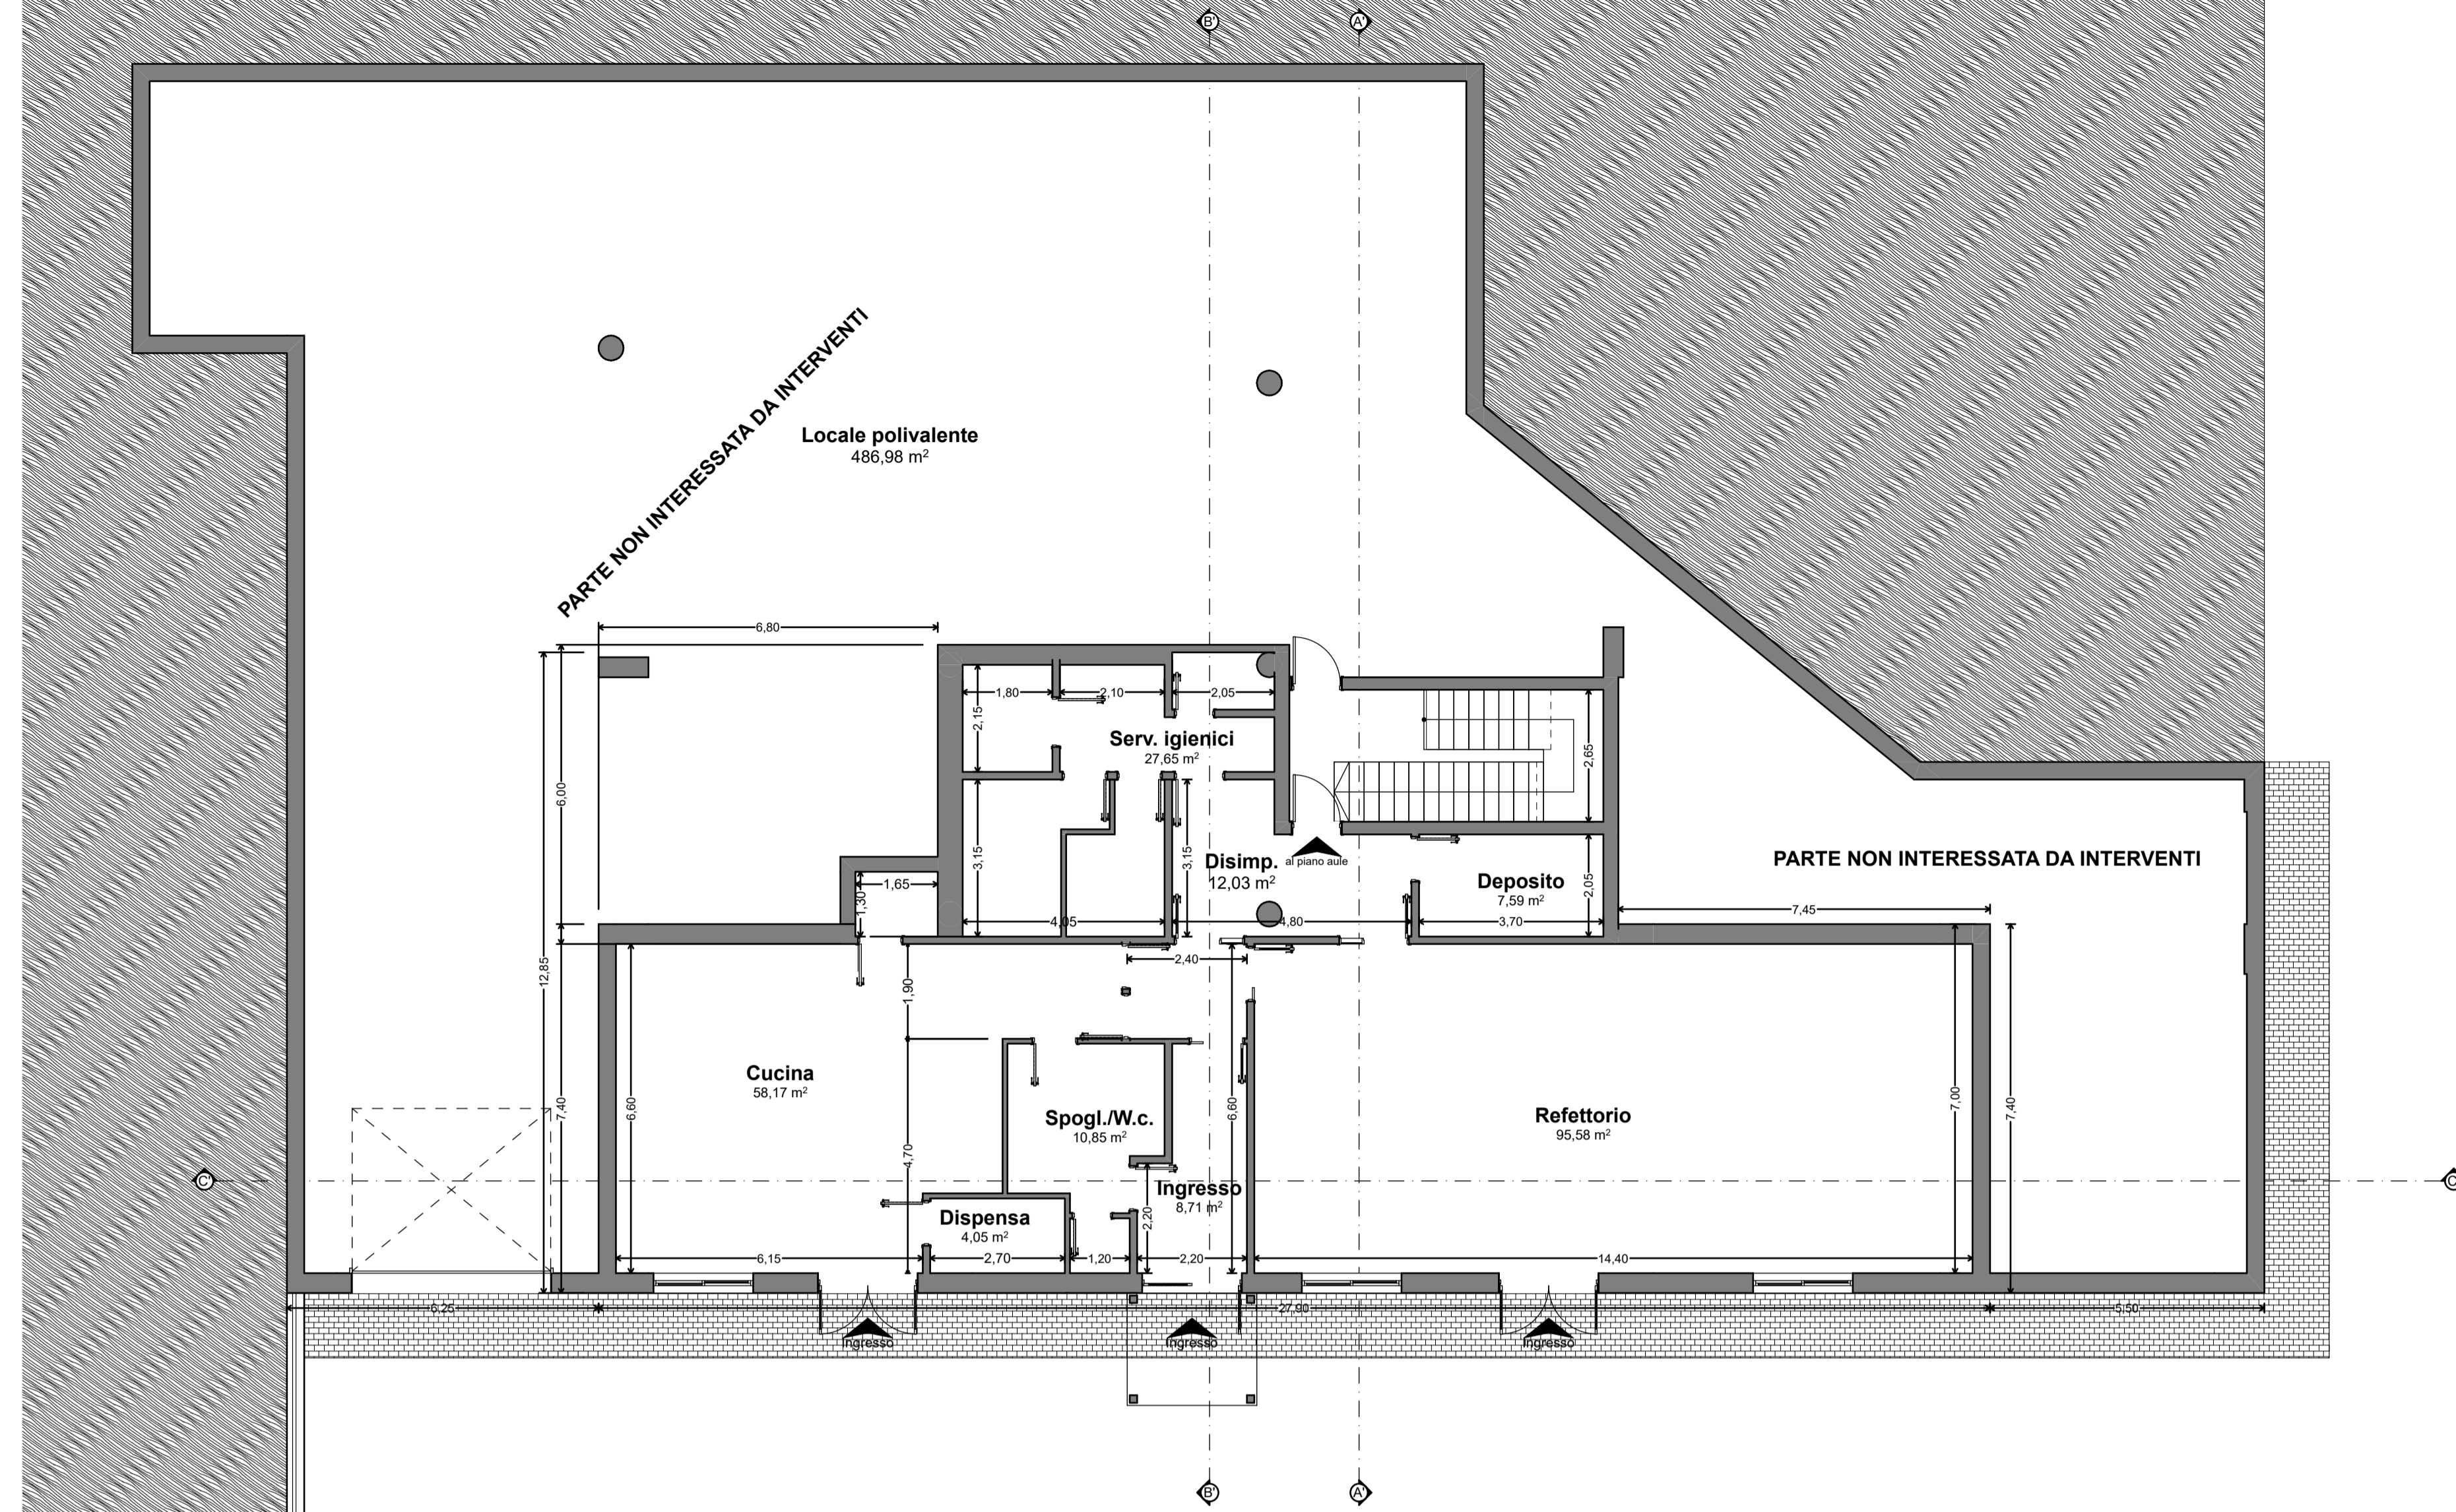 B' A'
PARTE NON INTERESSATA DA INTERVENTI
Locale polivalente
486,98 m²
6,80
1,80 2,10 2,05
2,15
Serv. igienici
27,65 m²
2,65
6,00
12,85
3,15
3,15
Disimp.
12,03 m²
al piano aule
Deposito
7,59 m²
2,05
PARTE NON INTERESSATA DA INTERVENTI
1,65
1,30
4,05 4,80 3,70
7,45
2,40
1,90
Cucina
58,17 m²
6,60
7,40
4,70
Spogl./W.c.
10,85 m²
6,60
Refettorio
95,58 m²
7,00
7,40
C' C'
Ingresso
8,71 m²
2,20
Dispensa
4,05 m²
6,15 2,70 1,20 2,20 14,40
6,25 27,90 5,50
Ingresso Ingresso Ingresso
B' A'